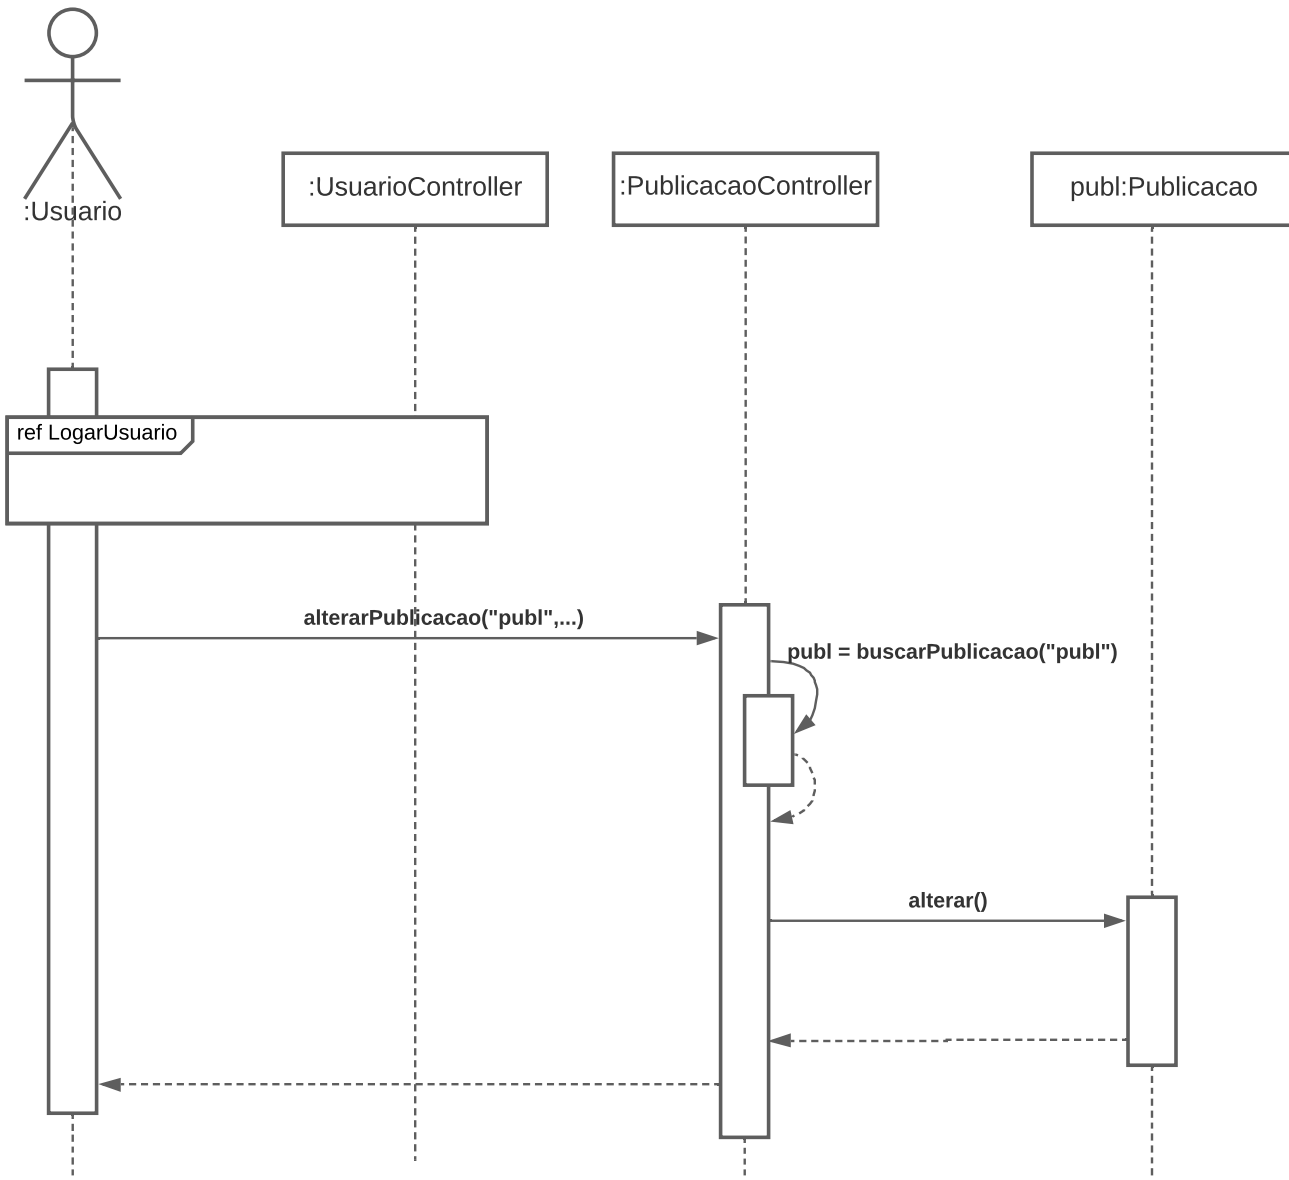 :Usuario
:UsuarioController
:PublicacaoController
publ:Publicacao
ref LogarUsuario
alterarPublicacao("publ",...)
publ = buscarPublicacao("publ")
alterar()